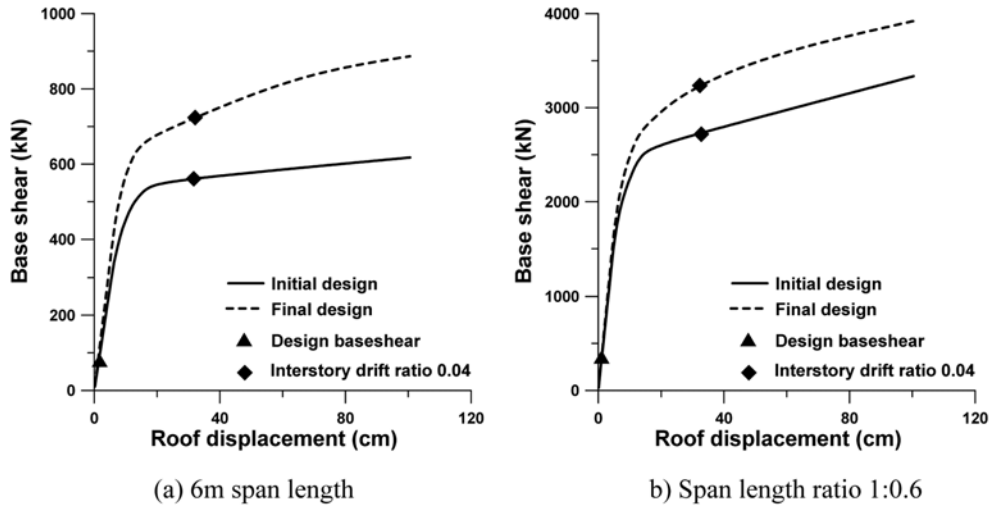 1000
800
600
400
200
0
Base shear (kN)
Initial design
Final design
Design baseshear
Interstory drift ratio 0.04
0
40
80
120
Roof displacement (cm)
(a) 6m span length
4000
3000
2000
1000
0
Base shear (kN)
Initial design
Final design
Design baseshear
Interstory drift ratio 0.04
0
40
80
120
Roof displacement (cm)
b) Span length ratio 1:0.6